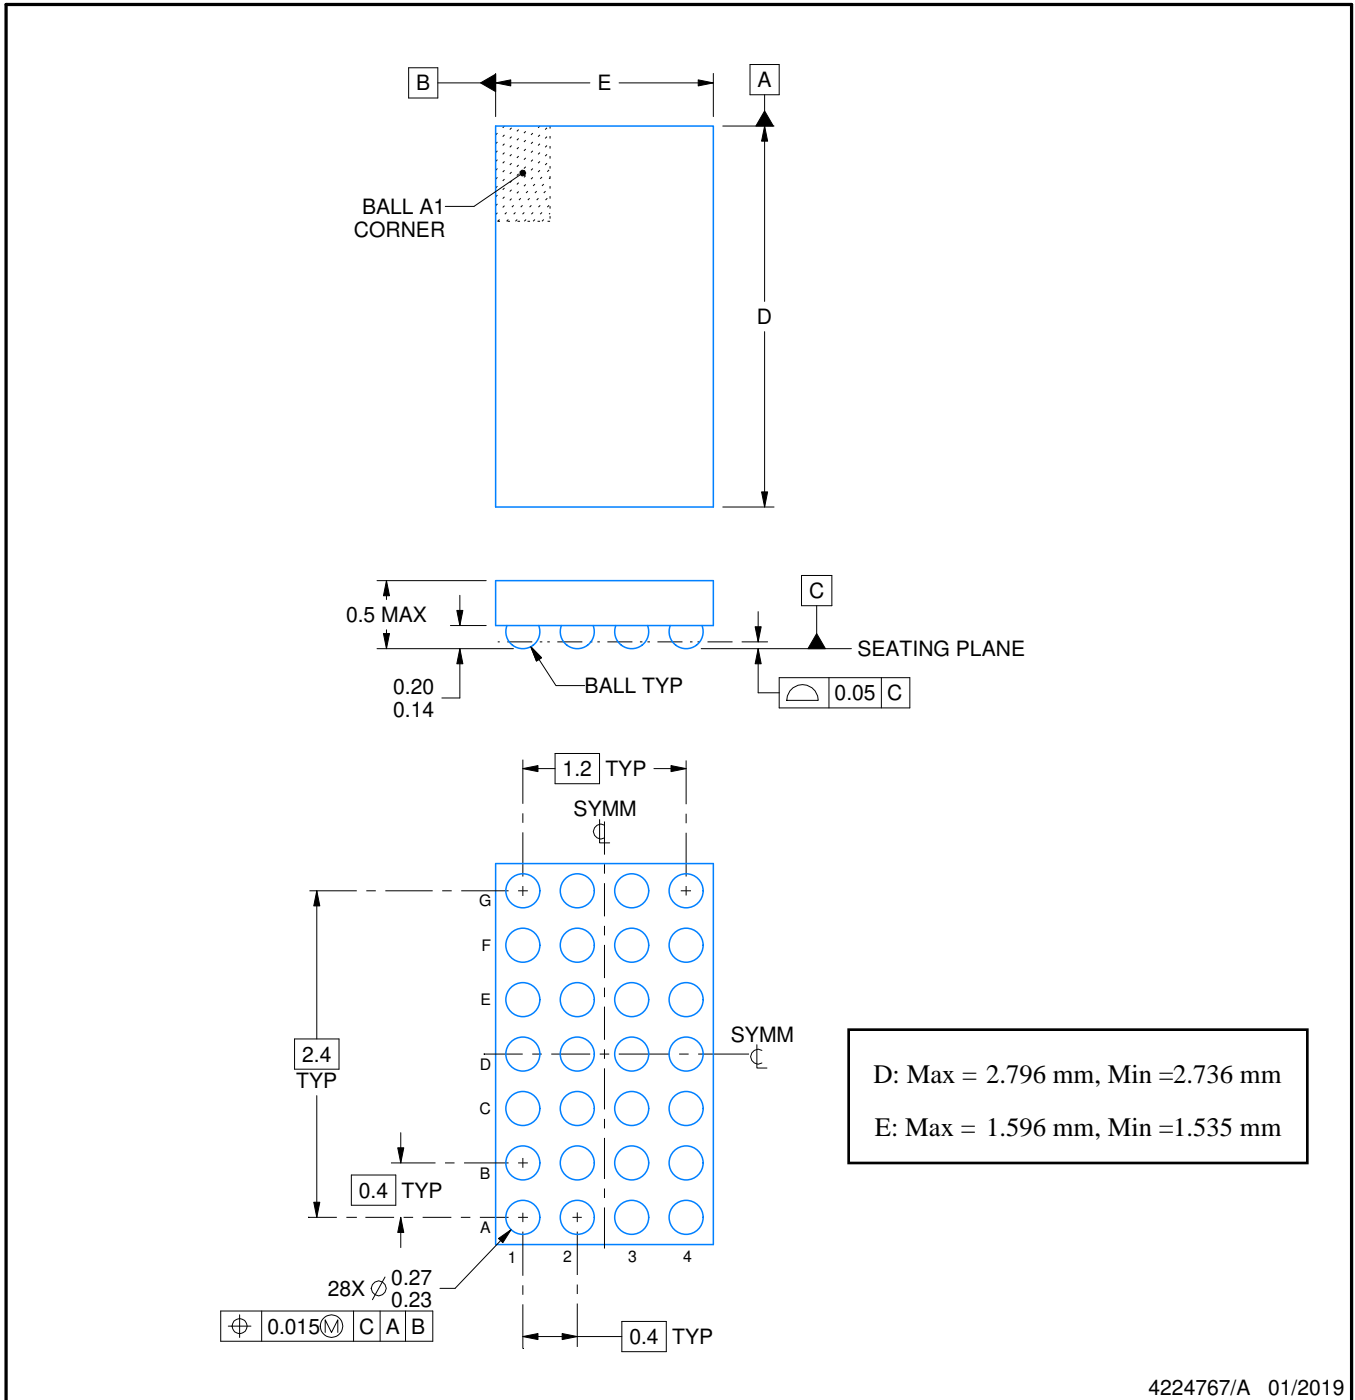 B
E
A
BALL A1
CORNER
D
0.5 MAX
C
SEATING PLANE
0.20
0.14
BALL TYP
0.05 C
1.2 TYP
SYMM
G
F
E
SYMM
2.4
TYP
D
D: Max = 2.796 mm, Min =2.736 mm
C
E: Max = 1.596 mm, Min =1.535 mm
B
0.4 TYP
A
1 2 3 4
28X ⌀ 0.27
0.23
⌖ 0.015Ⓜ C A B
0.4 TYP
4224767/A 01/2019